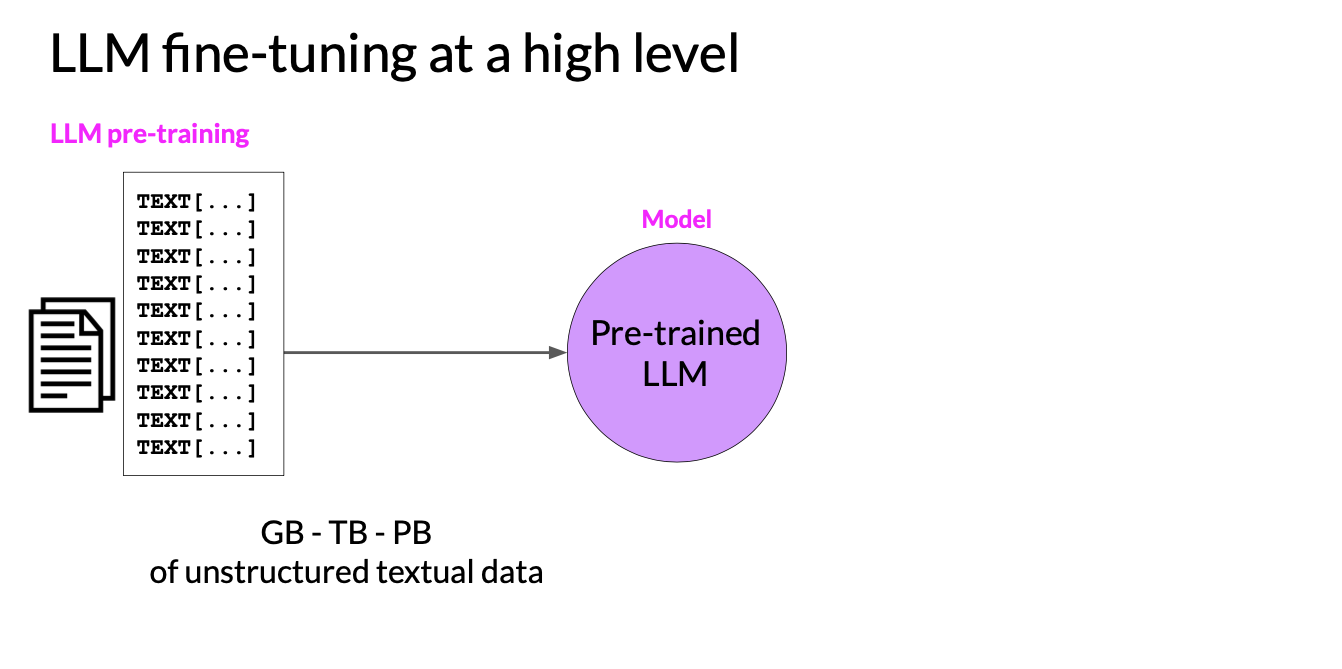 LLM fine-tuning at a high level
LLM pre-training
TEXT[...]
TEXT[...]
TEXT[...]
TEXT[...]
TEXT[...]
TEXT[...]
TEXT[...]
TEXT[...]
TEXT[...]
TEXT[...]
Model
Pre-trained
LLM
GB - TB - PB
of unstructured textual data